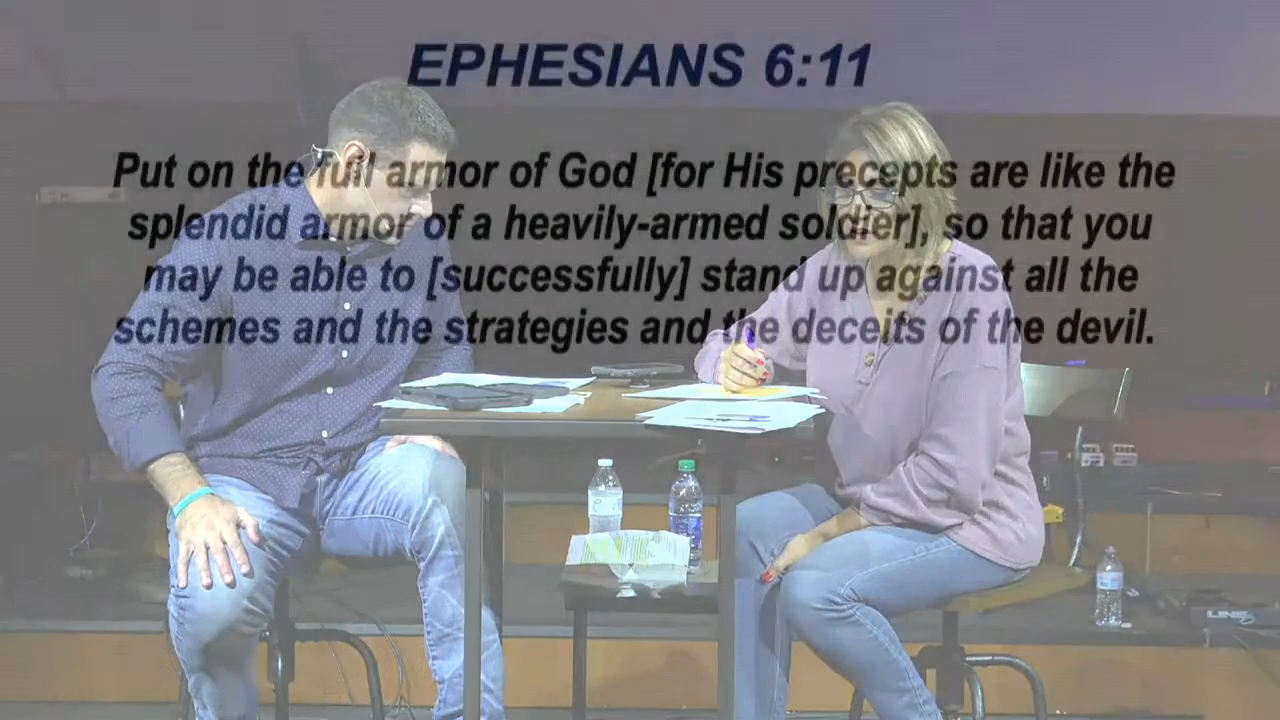 EPHESIANS 6:11
Put on the full armor of God [for His precepts are like the
splendid armor of a heavily-armed soldier], so that you
may be able to [successfully] stand up against all the
schemes and the strategies and the deceits of the devil.
LINE